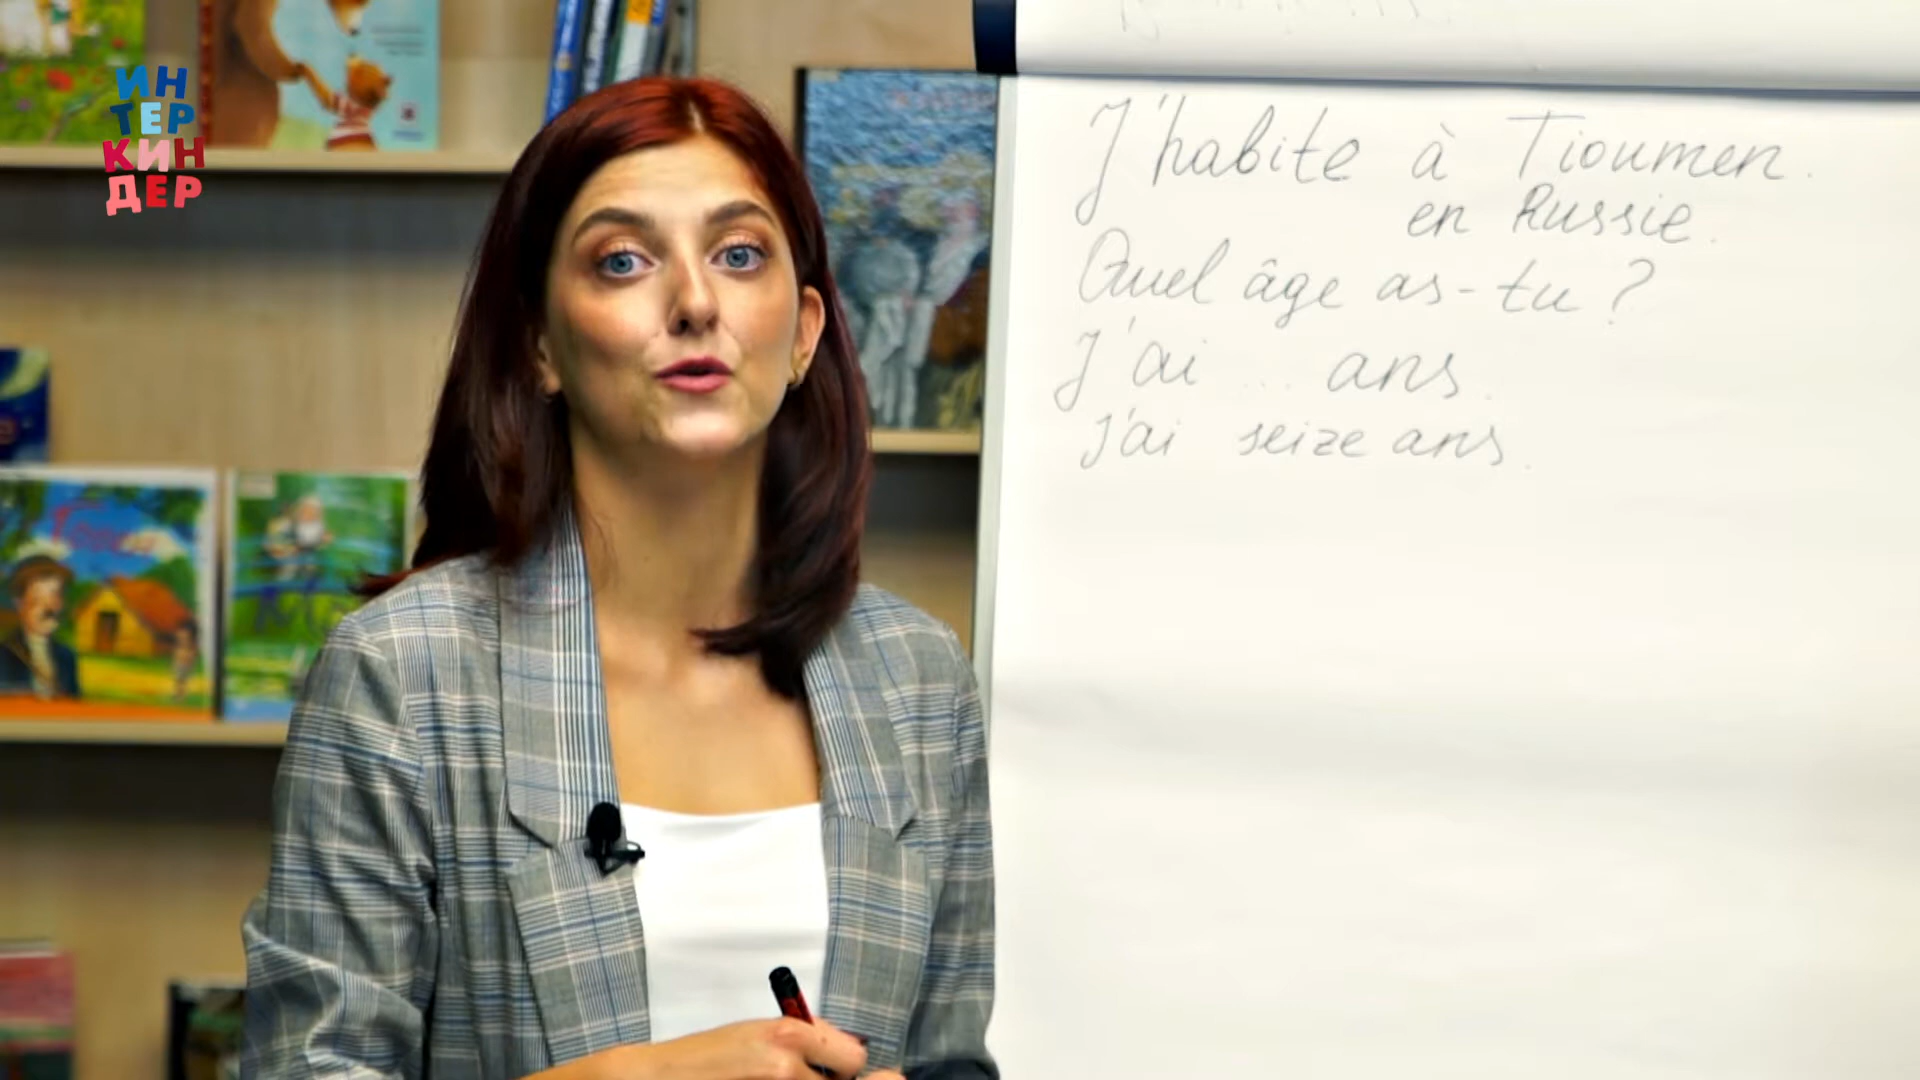 ИН
ТЕР
КИН
ДЕР
J'habite à Tioumen.
en Russie.
Quel âge as-tu ?
J'ai ... ans.
J'ai seize ans.